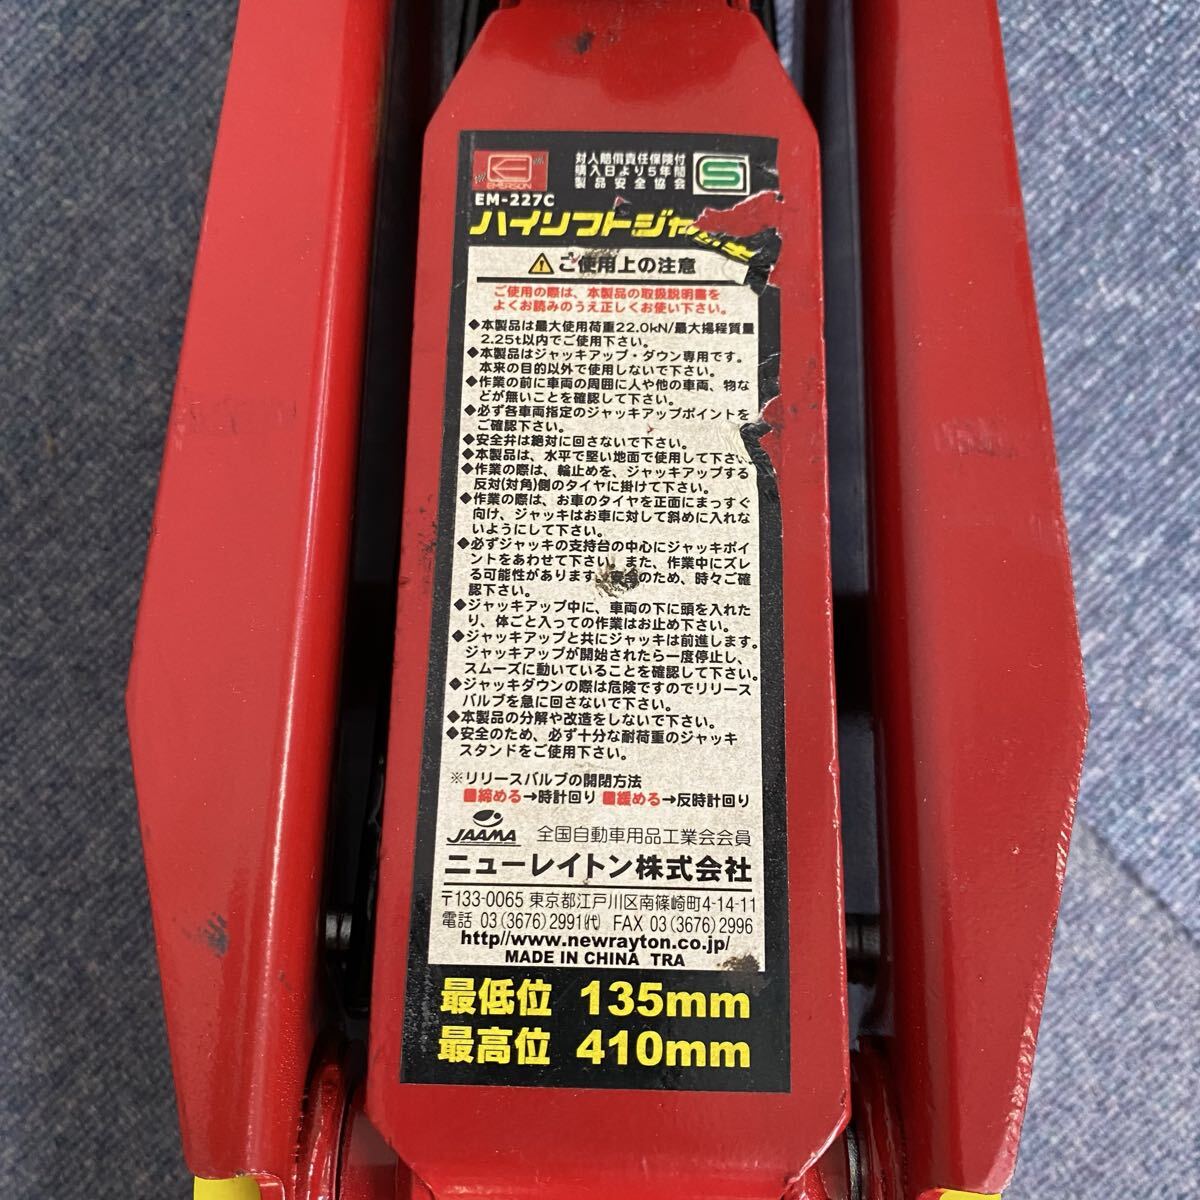 EMERSON
対人賠償責任保険付
購入日より5年間
製品安全協会
S
EM-227C
ハイリフトジャ
ご使用上の注意
ご使用の際は、本製品の取扱説明書を
よくお読みのうえ正しくお使い下さい。
◆本製品は最大使用荷重22.0kN/最大揚程質量
2.25t以内でご使用下さい。
◆本製品はジャッキアップ・ダウン専用です。
本来の目的以外で使用しないで下さい。
◆作業の前に車両の周囲に人や他の車両、物な
どが無いことを確認して下さい。
◆必ず各車両指定のジャッキアップポイントを
ご確認下さい。
◆安全弁は絶対に回さないで下さい。
◆本製品は、水平で堅い地面で使用して下さい
◆作業の際は、輪止めを、ジャッキアップする
反対(対角)側のタイヤに掛けて下さい。
◆作業の際は、お車のタイヤを正面にまっすぐ
向け、ジャッキはお車に対して斜めに入れな
いようにして下さい。
◆必ずジャッキの支持台の中心にジャッキポイ
ントをあわせて下さい。また、作業中にズレ
る可能性があります。安全のため、時々ご確
認下さい。
◆ジャッキアップ中に、車両の下に頭を入れた
り、体ごと入っての作業はお止め下さい。
◆ジャッキアップと共にジャッキは前進します。
ジャッキアップが開始されたら一度停止し、
スムーズに動いていることを確認して下さい。
◆ジャッキダウンの際は危険ですのでリリース
バルブを急に回さないで下さい。
◆本製品の分解や改造をしないで下さい。
◆安全のため、必ず十分な耐荷重のジャッキ
スタンドをご使用下さい。
※リリースバルブの開閉方法
■締める→時計回り ■緩める→反時計回り
JAAMA 全国自動車用品工業会会員
ニューレイトン株式会社
〒133-0065 東京都江戸川区南篠崎町4-14-11
電話 03(3676)2991㈹ FAX 03(3676)2996
http//www.newrayton.co.jp/
MADE IN CHINA TRA
最低位 135mm
最高位 410mm